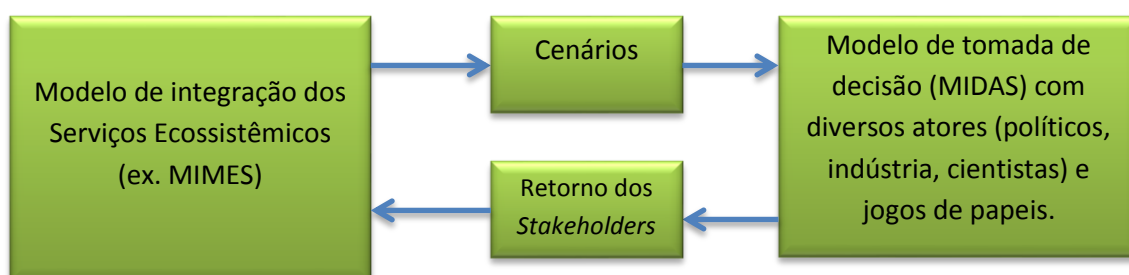 Modelo de integração dos
Serviços Ecossistêmicos
(ex. MIMES)
Cenários
Retorno dos
Stakeholders
Modelo de tomada de
decisão (MIDAS) com
diversos atores (políticos,
indústria, cientistas) e
jogos de papeis.